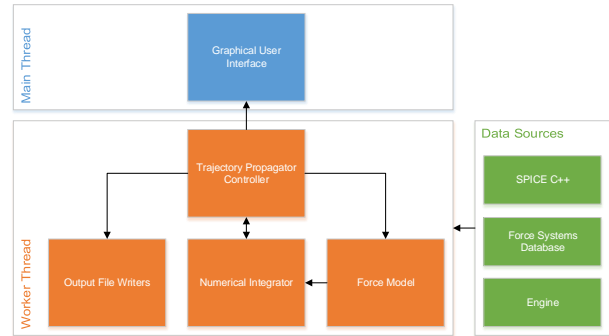 Main Thread
Graphical User
Interface
Worker Thread
Trajectory Propagator
Controller
Output File Writers
Numerical Integrator
Force Model
Data Sources
SPICE C++
Force Systems
Database
Engine